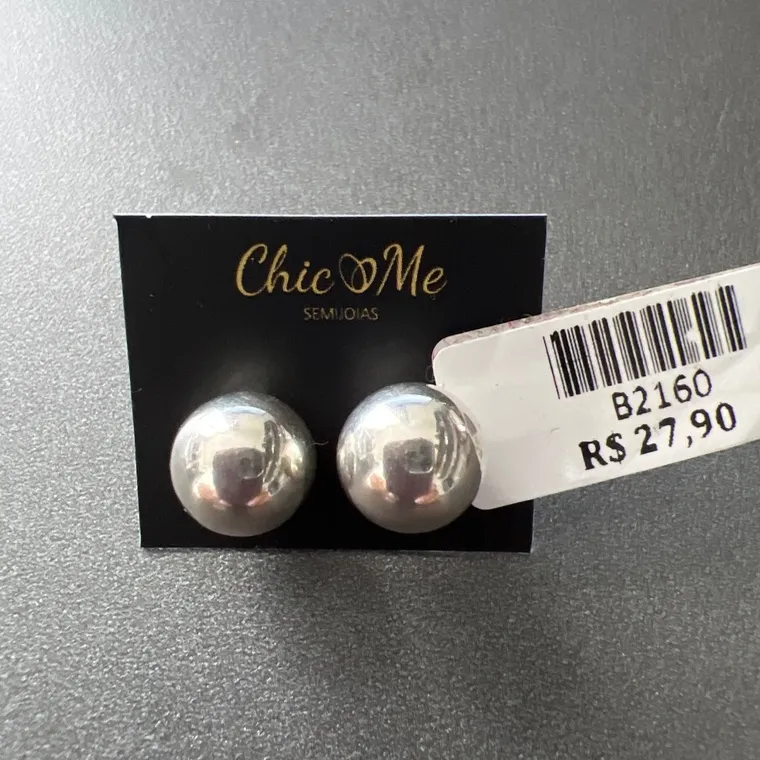 Chic Me
SEMIJOIAS
B2160
R$ 27,90